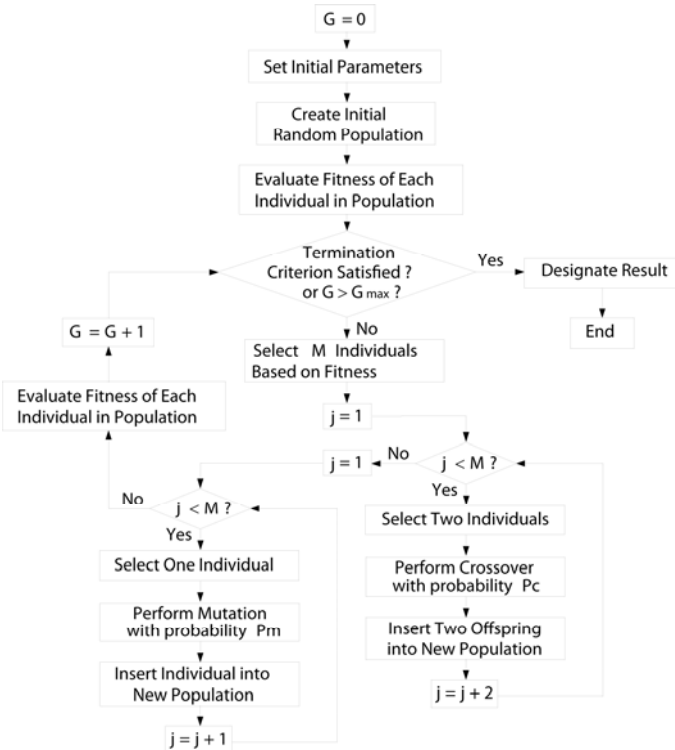 G = 0
Set Initial Parameters
Create Initial
Random Population
Evaluate Fitness of Each
Individual in Population
Termination
Criterion Satisfied ?
or G > G max ?
Yes
Designate Result
End
No
Select M Individuals
Based on Fitness
j = 1
j < M ?
Yes
Select Two Individuals
Perform Crossover
with probability Pc
Insert Two Offspring
into New Population
j = j + 2
No
j = 1
j < M ?
Yes
Select One Individual
Perform Mutation
with probability Pm
Insert Individual into
New Population
j = j + 1
No
Evaluate Fitness of Each
Individual in Population
G = G + 1